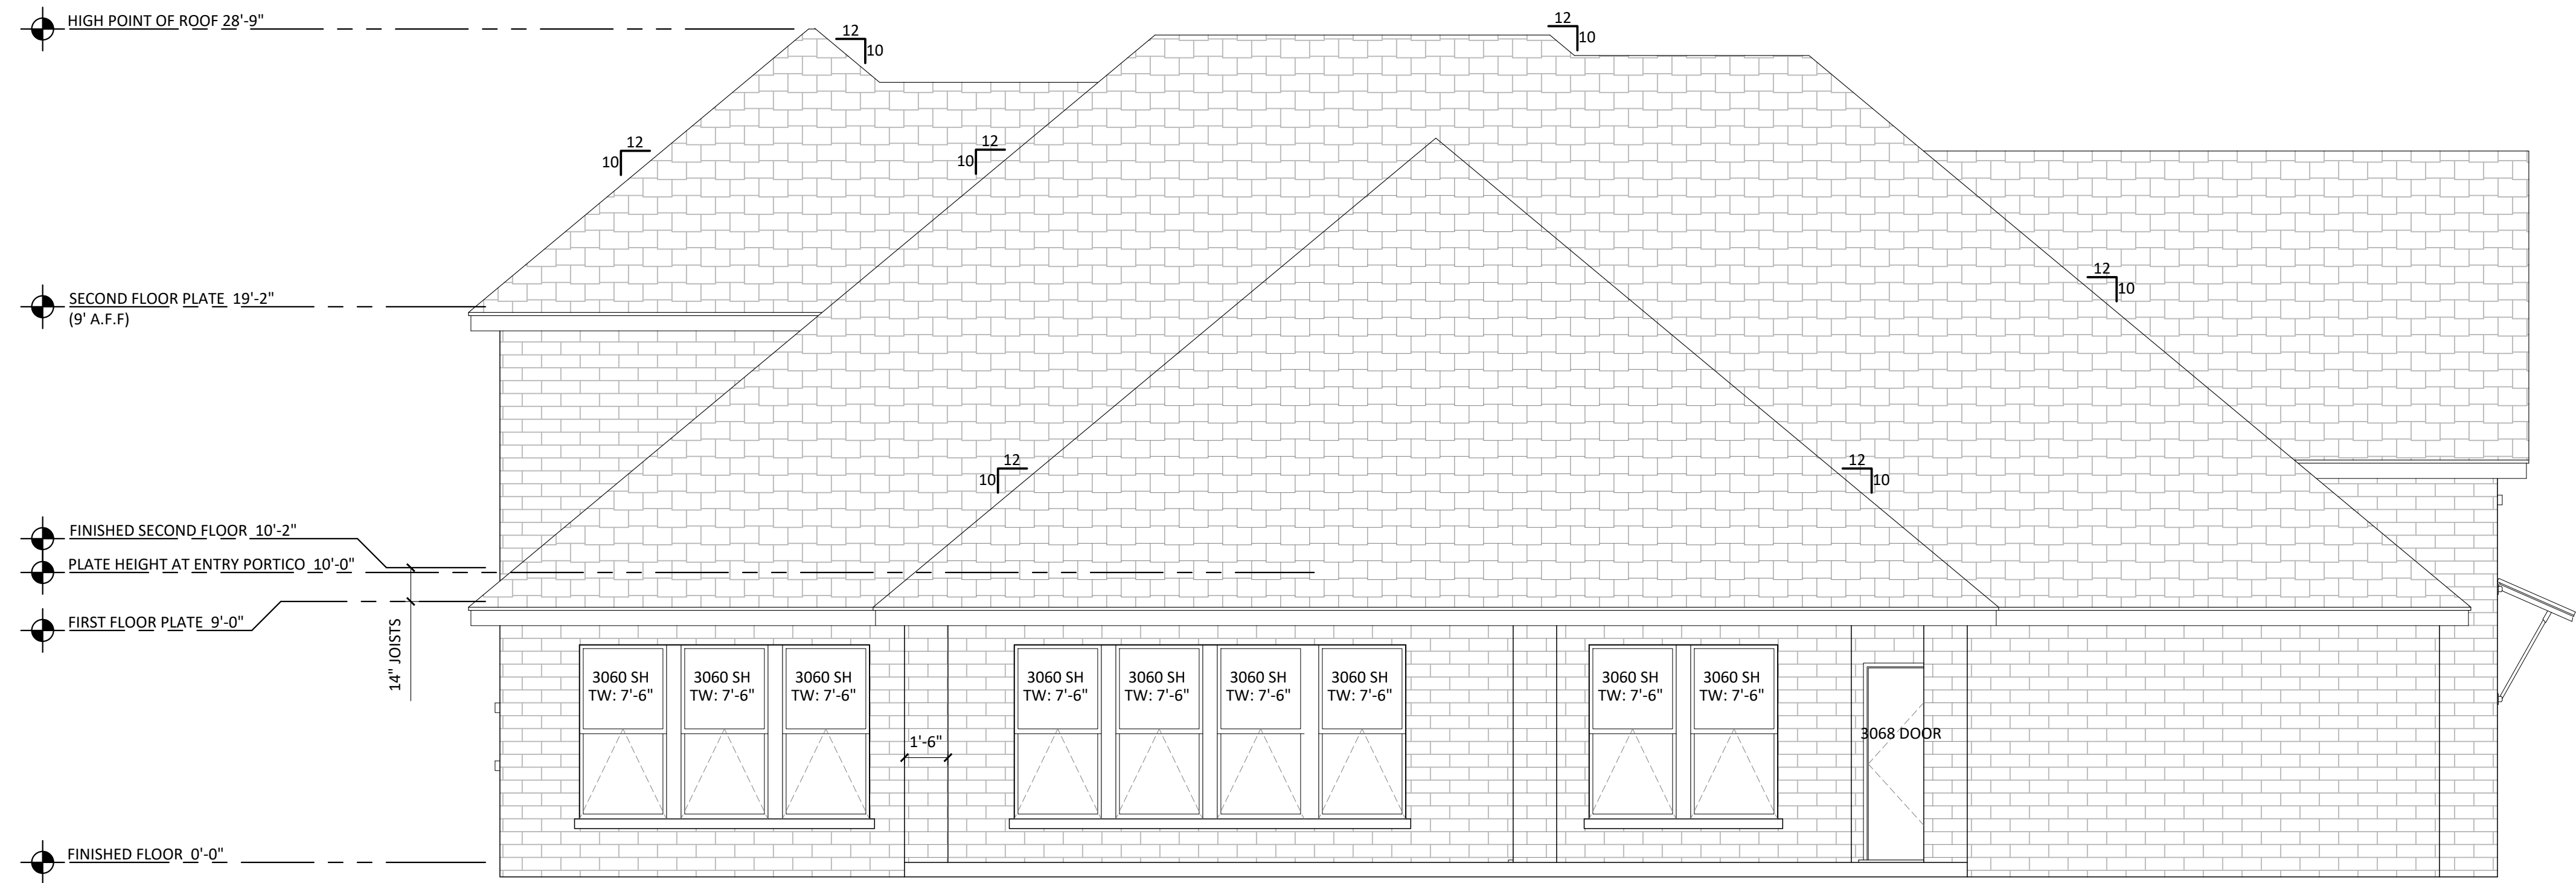 HIGH POINT OF ROOF 28'-9"
12
10
12
10
12
10
12
10
SECOND FLOOR PLATE 19'-2"
(9' A.F.F)
12
10
12
10
12
10
FINISHED SECOND FLOOR 10'-2"
PLATE HEIGHT AT ENTRY PORTICO 10'-0"
FIRST FLOOR PLATE 9'-0"
14" JOISTS
3060 SH
TW: 7'-6"
3060 SH
TW: 7'-6"
3060 SH
TW: 7'-6"
1'-6"
3060 SH
TW: 7'-6"
3060 SH
TW: 7'-6"
3060 SH
TW: 7'-6"
3060 SH
TW: 7'-6"
3060 SH
TW: 7'-6"
3060 SH
TW: 7'-6"
3068 DOOR
FINISHED FLOOR 0'-0"